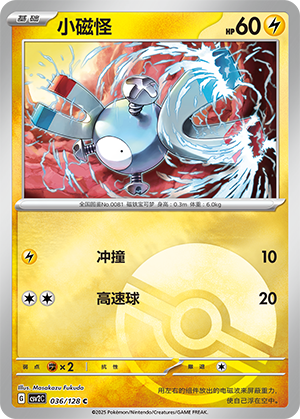 基础
小磁怪
HP60
全国图鉴No.0081 磁铁宝可梦 身高:0.3m 体重:6.0kg
冲撞 10
高速球 20
弱点 ×2 抵抗力 撤退
Illus. Masakazu Fukuda
G CSV2C 036/128 C
用左右的组件放出的电磁波来屏蔽重力,
使自己浮在空中。
©2025 Pokémon/Nintendo/Creatures/GAME FREAK.